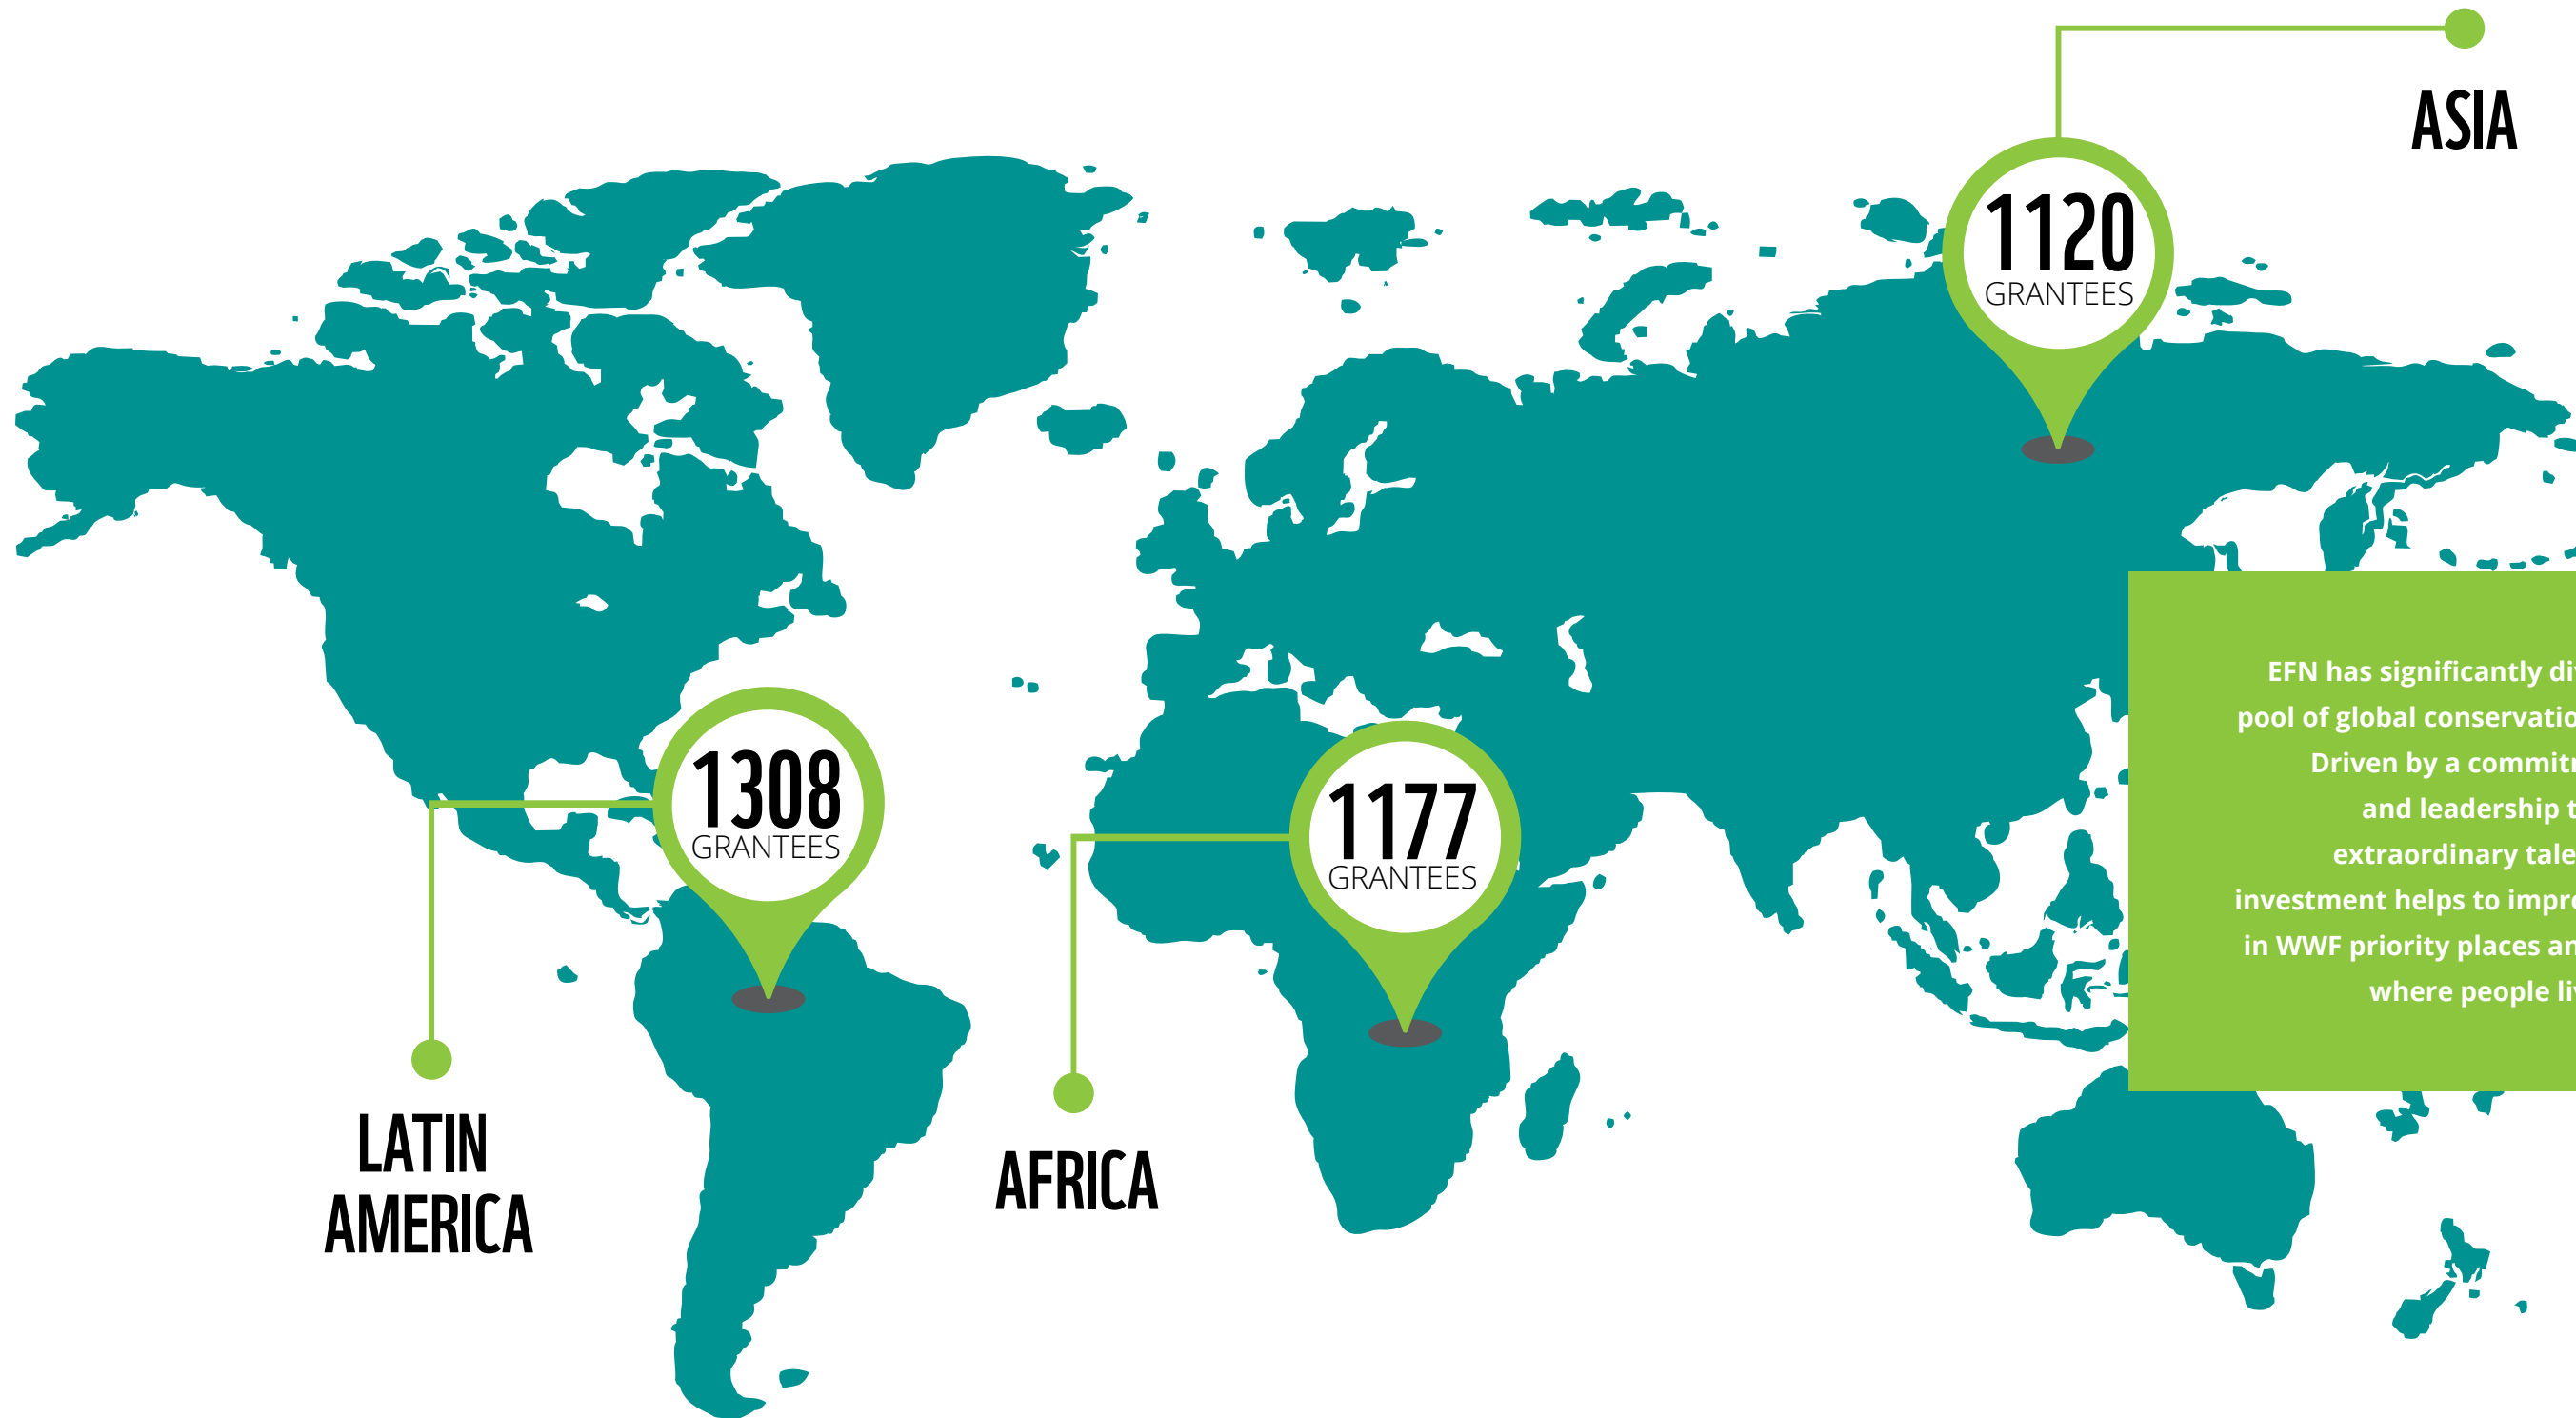 ASIA
1120
GRANTEES
1308
GRANTEES
1177
GRANTEES
LATIN
AMERICA
AFRICA
EFN has significantly
pool of global
Driven by a
and leadership
extraordinary
investment helps to
in WWF priority places
where people